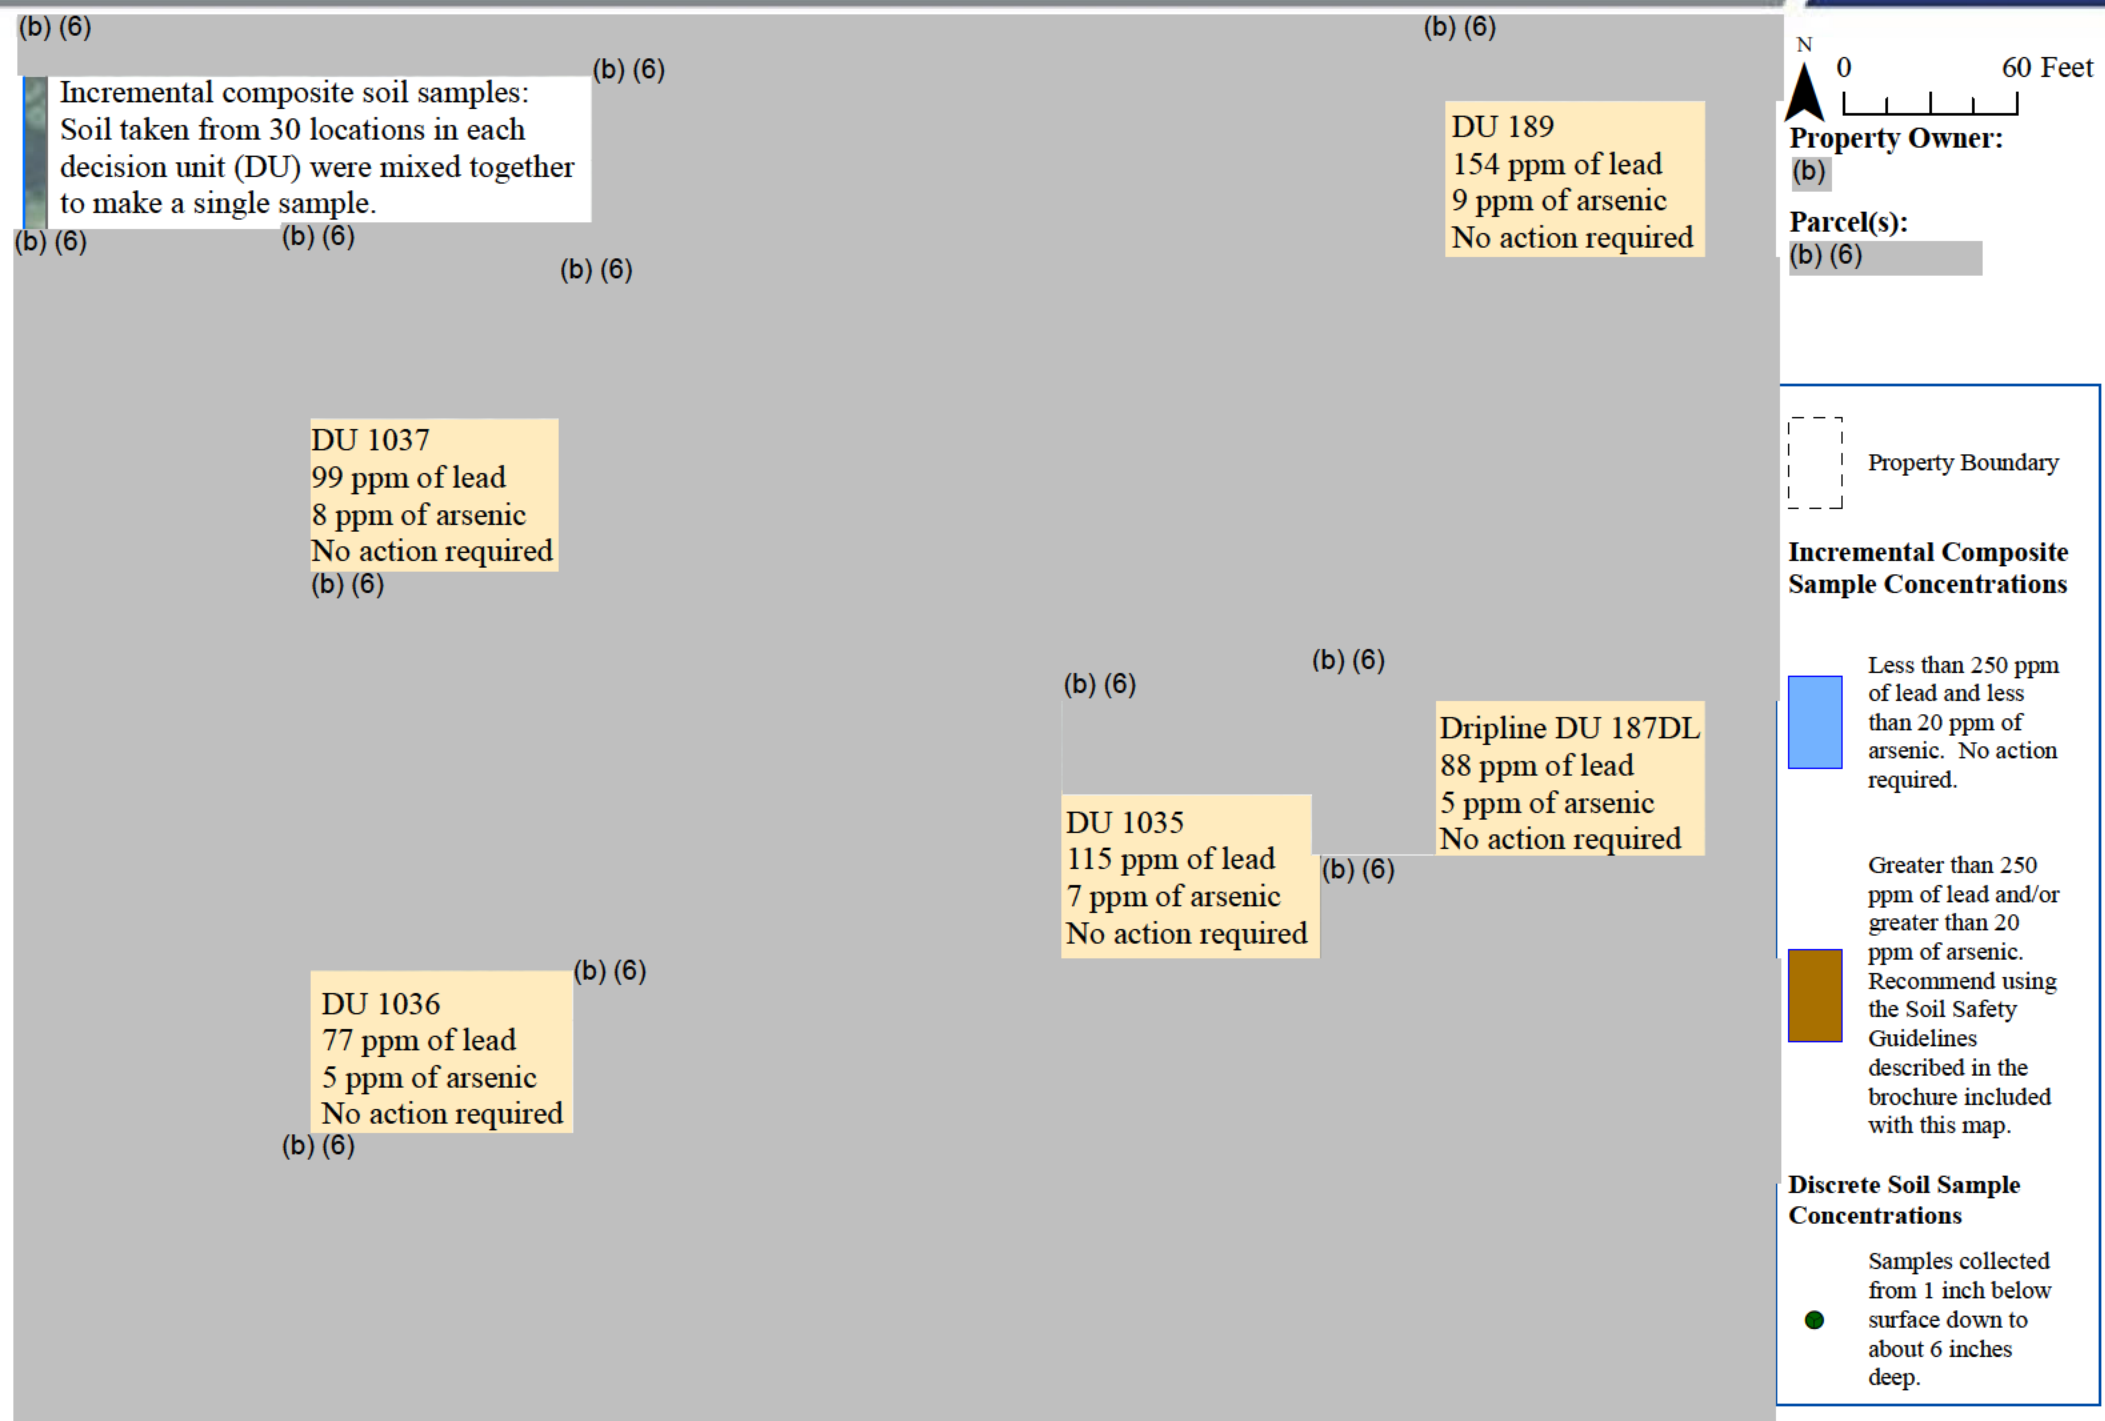 (b) (6)
(b) (6)
(b) (6)
Incremental composite soil samples:
Soil taken from 30 locations in each
decision unit (DU) were mixed together
to make a single sample.
(b) (6)
(b) (6)
(b) (6)
DU 189
154 ppm of lead
9 ppm of arsenic
No action required
DU 1037
99 ppm of lead
8 ppm of arsenic
No action required
(b) (6)
(b) (6)
(b) (6)
Dripline DU 187DL
88 ppm of lead
5 ppm of arsenic
No action required
DU 1035
115 ppm of lead
7 ppm of arsenic
No action required
(b) (6)
(b) (6)
DU 1036
77 ppm of lead
5 ppm of arsenic
No action required
(b) (6)
N
0 60 Feet
Property Owner:
(b)
Parcel(s):
(b) (6)
Property Boundary
Incremental Composite
Sample Concentrations
Less than 250 ppm
of lead and less
than 20 ppm of
arsenic. No action
required.
Greater than 250
ppm of lead and/or
greater than 20
ppm of arsenic.
Recommend using
the Soil Safety
Guidelines
described in the
brochure included
with this map.
Discrete Soil Sample
Concentrations
Samples collected
from 1 inch below
surface down to
about 6 inches
deep.